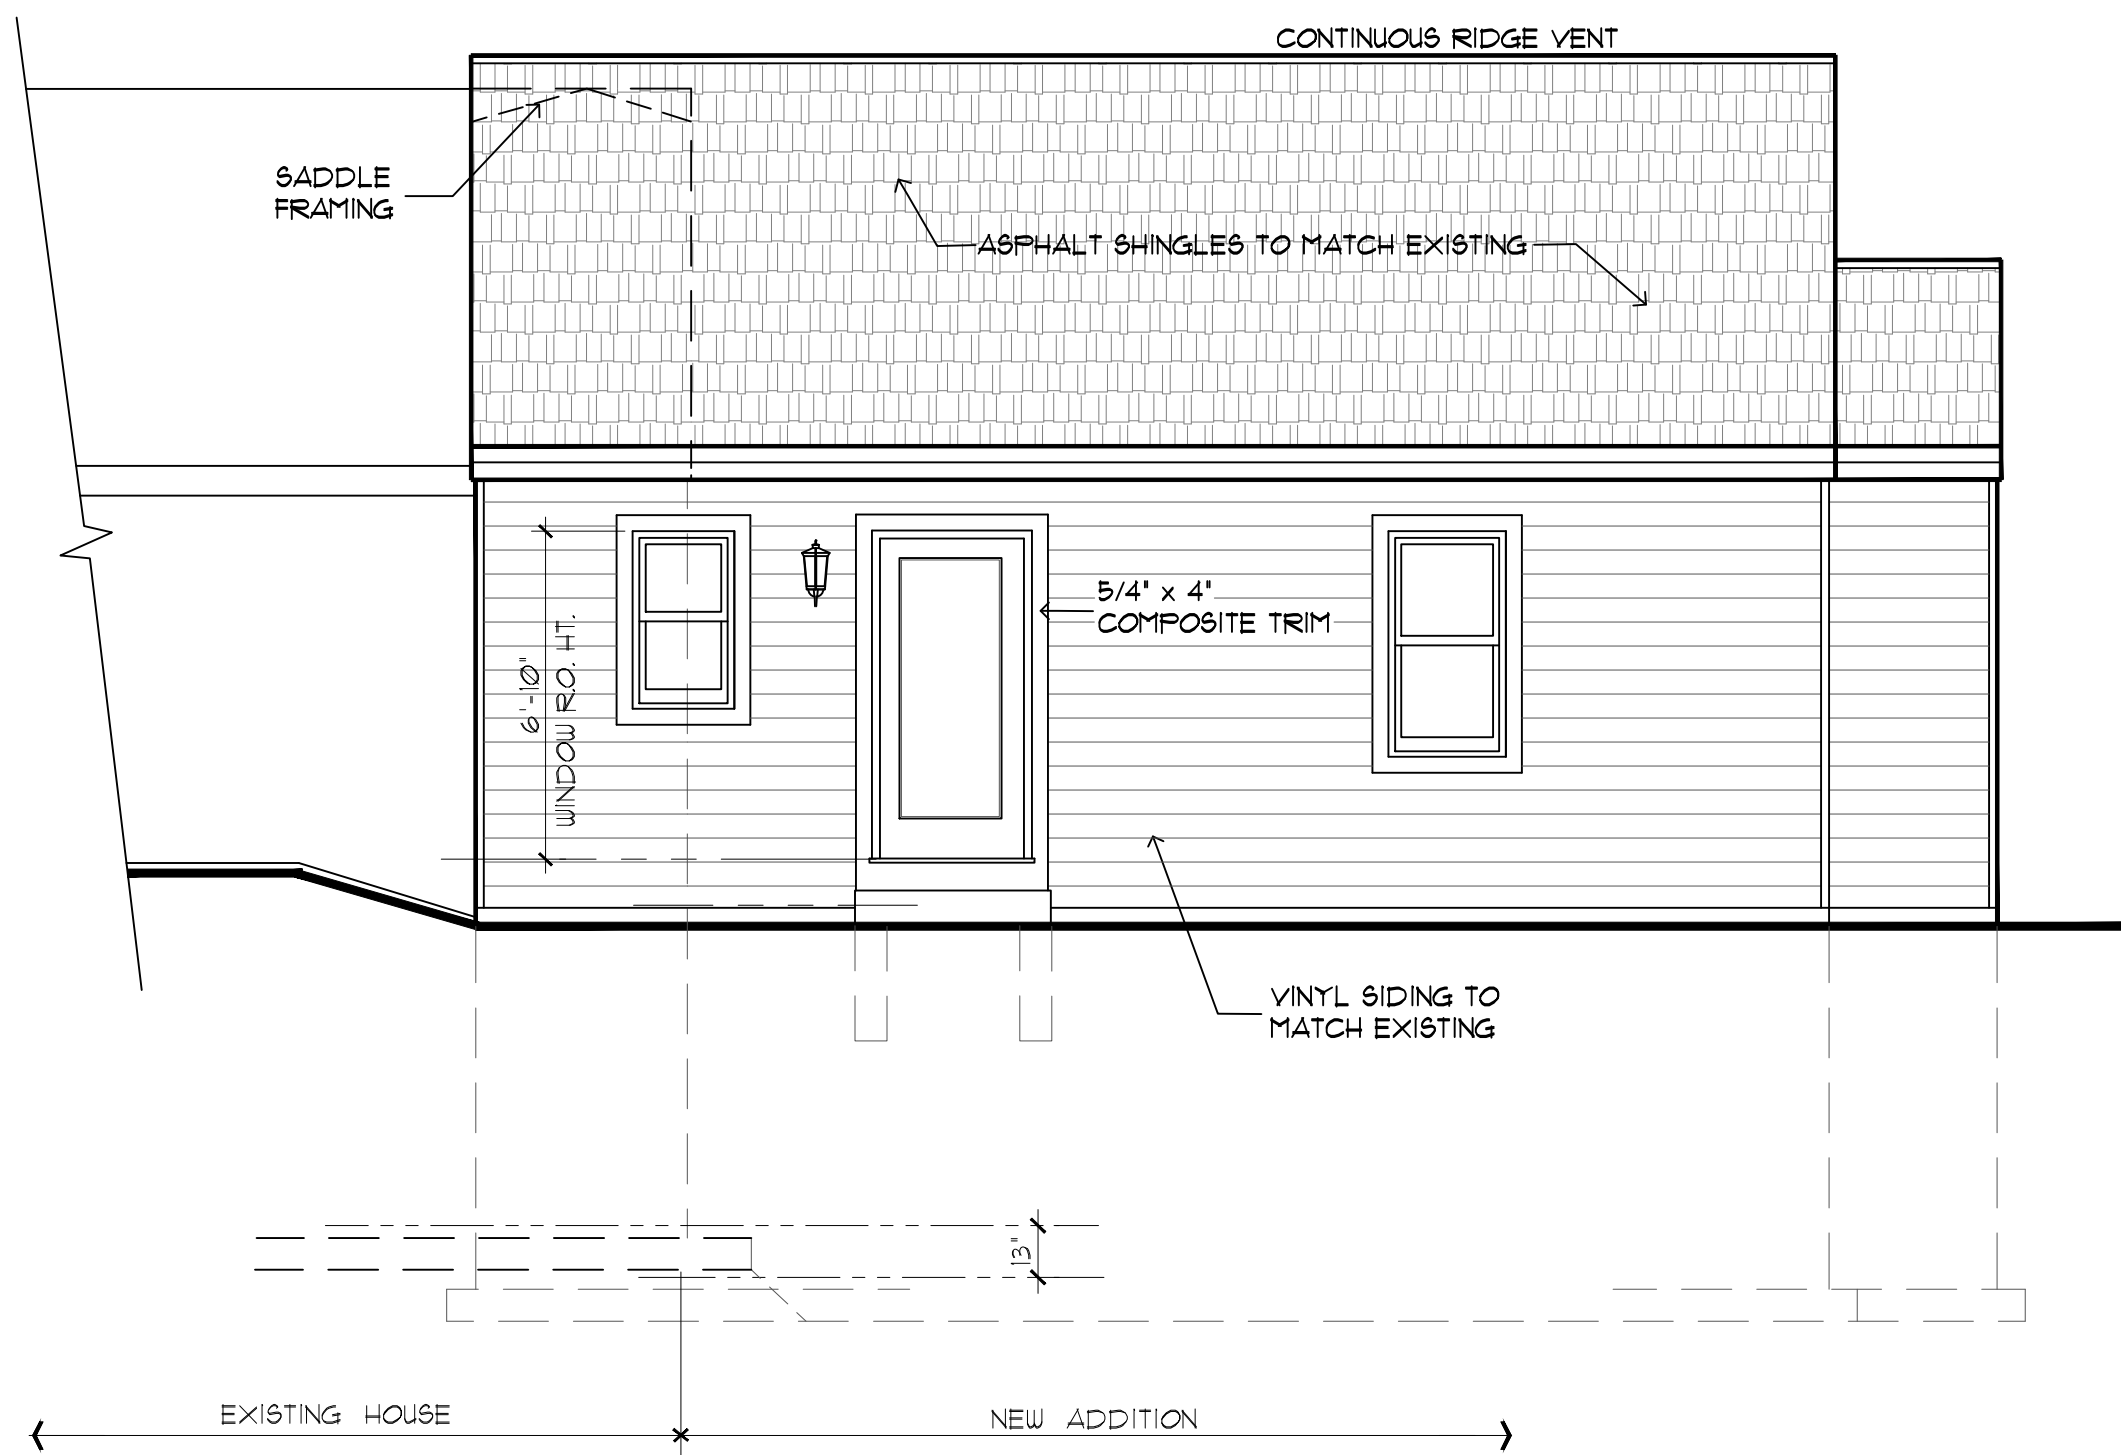 CONTINUOUS RIDGE VENT
SADDLE
FRAMING
ASPHALT SHINGLES TO MATCH EXISTING
5/4" x 4"
COMPOSITE TRIM
6'-10"
WINDOW R.O. HT.
VINYL SIDING TO
MATCH EXISTING
13"
EXISTING HOUSE
NEW ADDITION